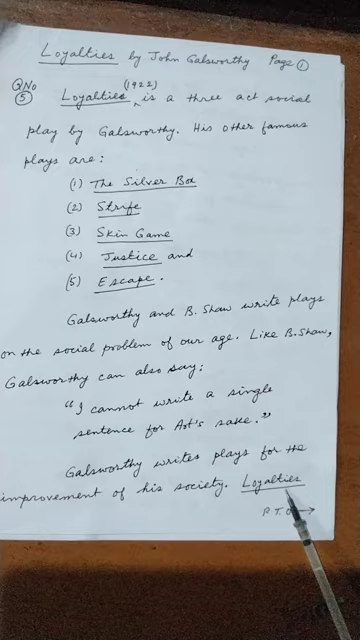 Loyalties by John Galsworthy Page ①
Q No
⑤ Loyalties (1922) is a three act social
play by Galsworthy. His other famous
plays are:
(1) The Silver Box
(2) Strife
(3) Skin Game
(4) Justice and
(5) Escape.
Galsworthy and B. Shaw write plays
on the social problem of our age. Like B. Shaw,
Galsworthy can also say:
"I cannot write a single
sentence for Art's sake."
Galsworthy writes plays for the
improvement of his society. Loyalties
P. T. O →